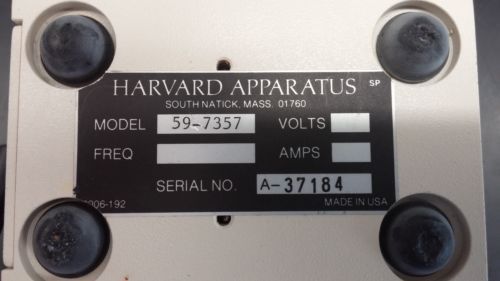 HARVARD APPARATUS SP
SOUTH NATICK, MASS. 01760
MODEL 59-7357 VOLTS
FREQ AMPS
SERIAL NO. A-37184
MADE IN USA